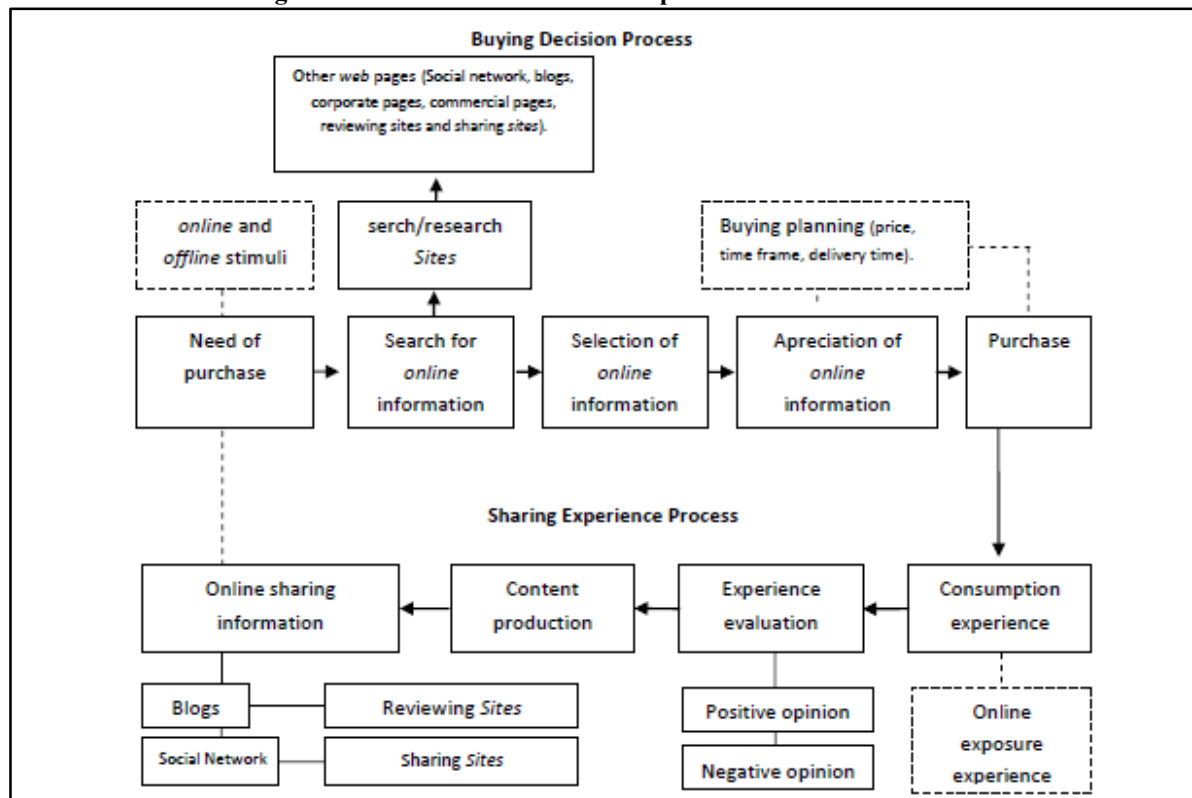 Buying Decision Process
Other web pages (Social network, blogs,
corporate pages, commercial pages,
reviewing sites and sharing sites).
online and
offline stimuli
serch/research
Sites
Buying planning (price,
time frame, delivery time).
Need of
purchase
Search for
online
information
Selection of
online
information
Apreciation of
online
information
Purchase
Sharing Experience Process
Online sharing
information
Content
production
Experience
evaluation
Consumption
experience
Blogs
Reviewing Sites
Social Network
Sharing Sites
Positive opinion
Negative opinion
Online
exposure
experience